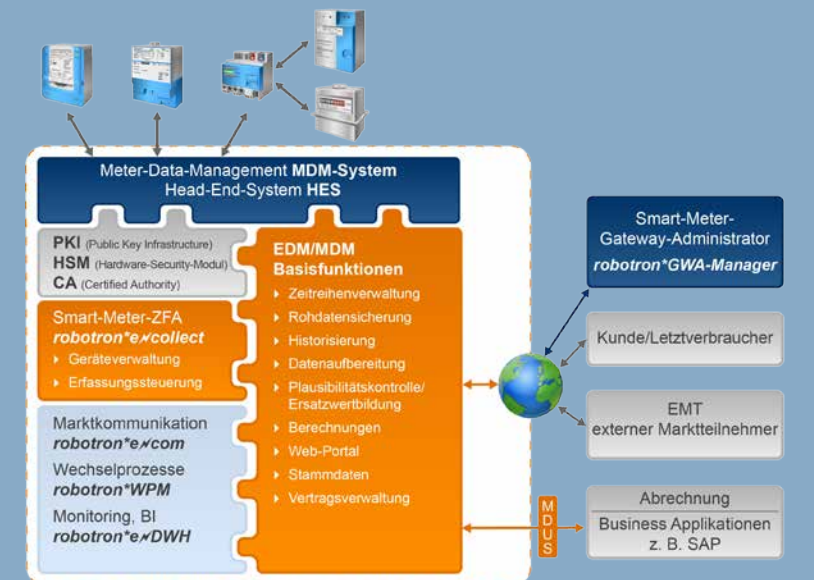 Meter-Data-Management MDM-System
Head-End-System HES
PKI (Public Key Infrastructure)
HSM (Hardware-Security-Modul)
CA (Certified Authority)
Smart-Meter-ZFA
robotron*e collect
Geräteverwaltung
Erfassungssteuerung
Marktkommunikation
robotron*e com
Wechselprozesse
robotron*WPM
Monitoring, BI
robotron*e DWH
EDM/MDM
Basisfunktionen
Zeitreihenverwaltung
Rohdatensicherung
Historisierung
Datenaufbereitung
Plausibilitätskontrolle/
Ersatzwertbildung
Berechnungen
Web-Portal
Stammdaten
Vertragsverwaltung
Smart-Meter-
Gateway-Administrator
robotron*GWA-Manager
Kunde/Letztverbraucher
EMT
externer Marktteilnehmer
MDUS
Abrechnung
Business Applikationen
z. B. SAP